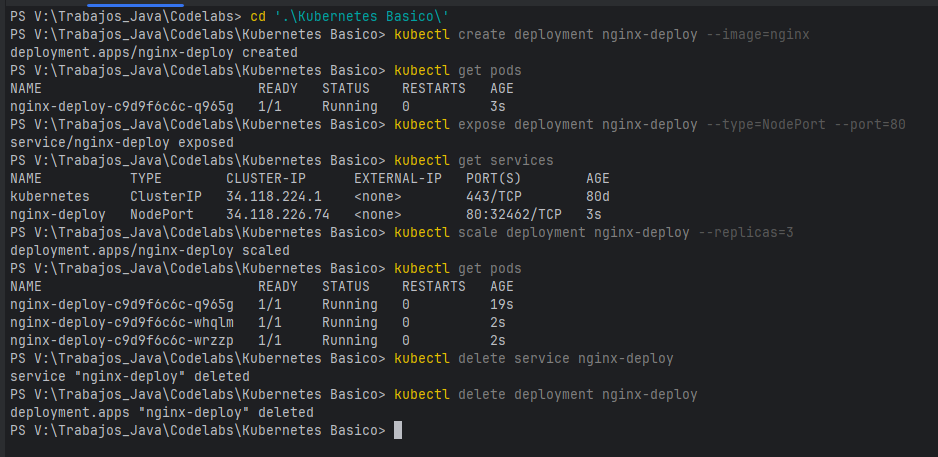 PS V:\Trabajos_Java\Codelabs> cd '.\Kubernetes Basico\'
PS V:\Trabajos_Java\Codelabs\Kubernetes Basico> kubectl create deployment nginx-deploy --image=nginx
deployment.apps/nginx-deploy created
PS V:\Trabajos_Java\Codelabs\Kubernetes Basico> kubectl get pods
NAME                           READY   STATUS    RESTARTS   AGE
nginx-deploy-c9d9f6c6c-q965g   1/1     Running   0          3s
PS V:\Trabajos_Java\Codelabs\Kubernetes Basico> kubectl expose deployment nginx-deploy --type=NodePort --port=80
service/nginx-deploy exposed
PS V:\Trabajos_Java\Codelabs\Kubernetes Basico> kubectl get services
NAME           TYPE        CLUSTER-IP      EXTERNAL-IP   PORT(S)        AGE
kubernetes     ClusterIP   34.118.224.1    <none>        443/TCP        80d
nginx-deploy   NodePort    34.118.226.74   <none>        80:32462/TCP   3s
PS V:\Trabajos_Java\Codelabs\Kubernetes Basico> kubectl scale deployment nginx-deploy --replicas=3
deployment.apps/nginx-deploy scaled
PS V:\Trabajos_Java\Codelabs\Kubernetes Basico> kubectl get pods
NAME                           READY   STATUS    RESTARTS   AGE
nginx-deploy-c9d9f6c6c-q965g   1/1     Running   0          19s
nginx-deploy-c9d9f6c6c-whqlm   1/1     Running   0          2s
nginx-deploy-c9d9f6c6c-wrzzp   1/1     Running   0          2s
PS V:\Trabajos_Java\Codelabs\Kubernetes Basico> kubectl delete service nginx-deploy
service "nginx-deploy" deleted
PS V:\Trabajos_Java\Codelabs\Kubernetes Basico> kubectl delete deployment nginx-deploy
deployment.apps "nginx-deploy" deleted
PS V:\Trabajos_Java\Codelabs\Kubernetes Basico>